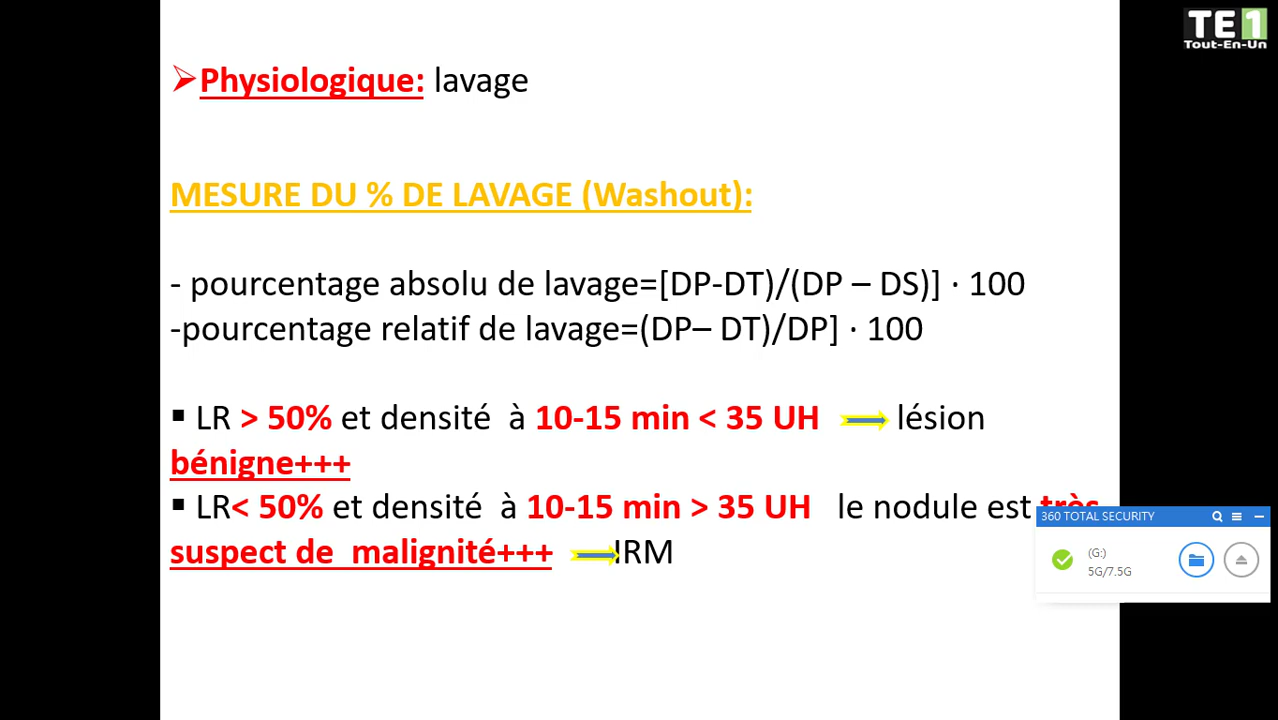 TE1
Tout-En-Un
➢Physiologique: lavage
MESURE DU % DE LAVAGE (Washout):
- pourcentage absolu de lavage=[DP-DT)/(DP – DS)] · 100
-pourcentage relatif de lavage=(DP– DT)/DP] · 100
▪ LR > 50% et densité à 10-15 min < 35 UH lésion
bénigne+++
▪ LR< 50% et densité à 10-15 min > 35 UH le nodule est très
suspect de malignité+++ IRM
360 TOTAL SECURITY
(G:)
5G/7.5G